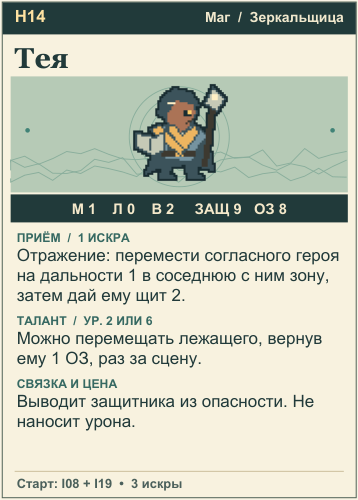 H14
Маг / Зеркальщица
Тея
М 1 Л 0 В 2 ЗАЩ 9 ОЗ 8
ПРИЁМ / 1 ИСКРА
Отражение: перемести согласного героя
на дальности 1 в соседнюю с ним зону,
затем дай ему щит 2.
ТАЛАНТ / УР. 2 ИЛИ 6
Можно перемещать лежащего, вернув
ему 1 ОЗ, раз за сцену.
СВЯЗКА И ЦЕНА
Выводит защитника из опасности. Не
наносит урона.
Старт: I08 + I19 • 3 искры